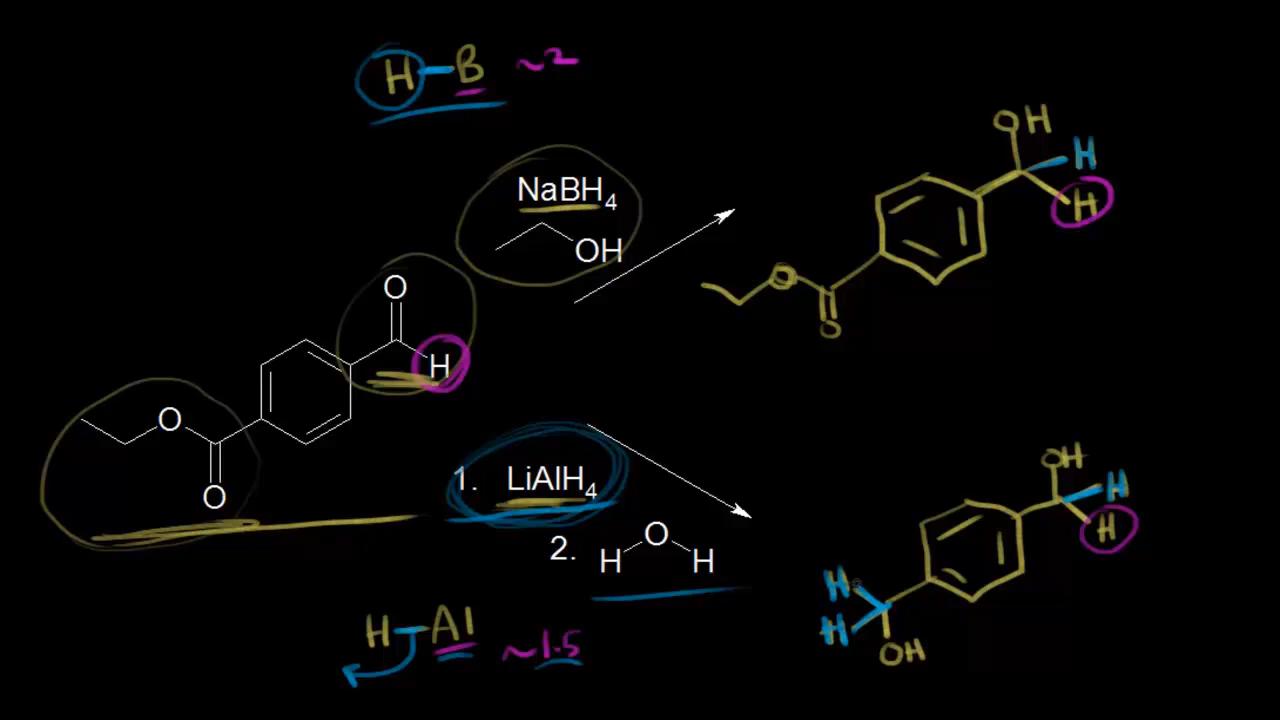 H-B ~2
NaBH4
OH
O
H
O
O
OH
H
H
O
O
1. LiAlH4
2. H O H
H-Al ~1.5
OH
H
H
H
H
OH